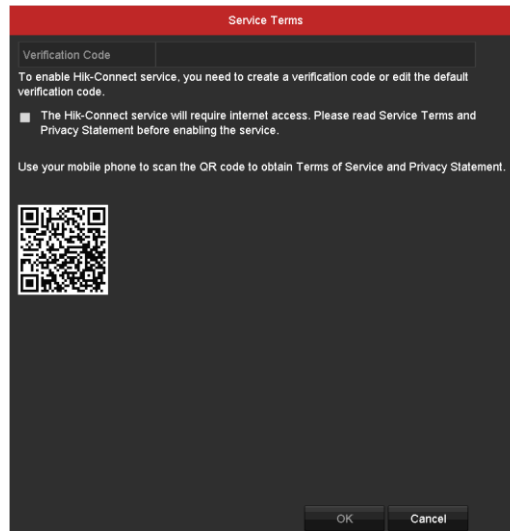 Service Terms
Verification Code
To enable Hik-Connect service, you need to create a verification code or edit the default
verification code.
The Hik-Connect service will require internet access. Please read Service Terms and
Privacy Statement before enabling the service.
Use your mobile phone to scan the QR code to obtain Terms of Service and Privacy Statement.
OK Cancel